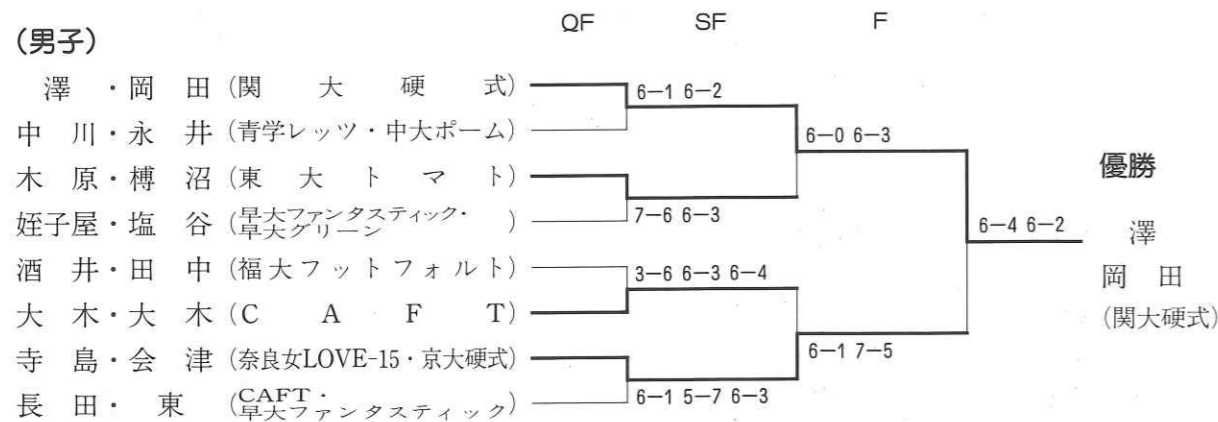 QF SF F
(男子)
澤・岡田(関大硬式) 6-1 6-2
中川・永井(青学レッツ・中大ポーム) 6-0 6-3
木原・榑沼(東大トマト) 優勝
姪子屋・塩谷(早大ファンタスティック・早大グリーン) 7-6 6-3 6-4 6-2 澤
酒井・田中(福大フットフォルト) 3-6 6-3 6-4 岡田
大木・大木(CAFT) (関大硬式)
寺島・会津(奈良女LOVE-15・京大硬式) 6-1 7-5
長田・東(CAFT・早大ファンタスティック) 6-1 5-7 6-3